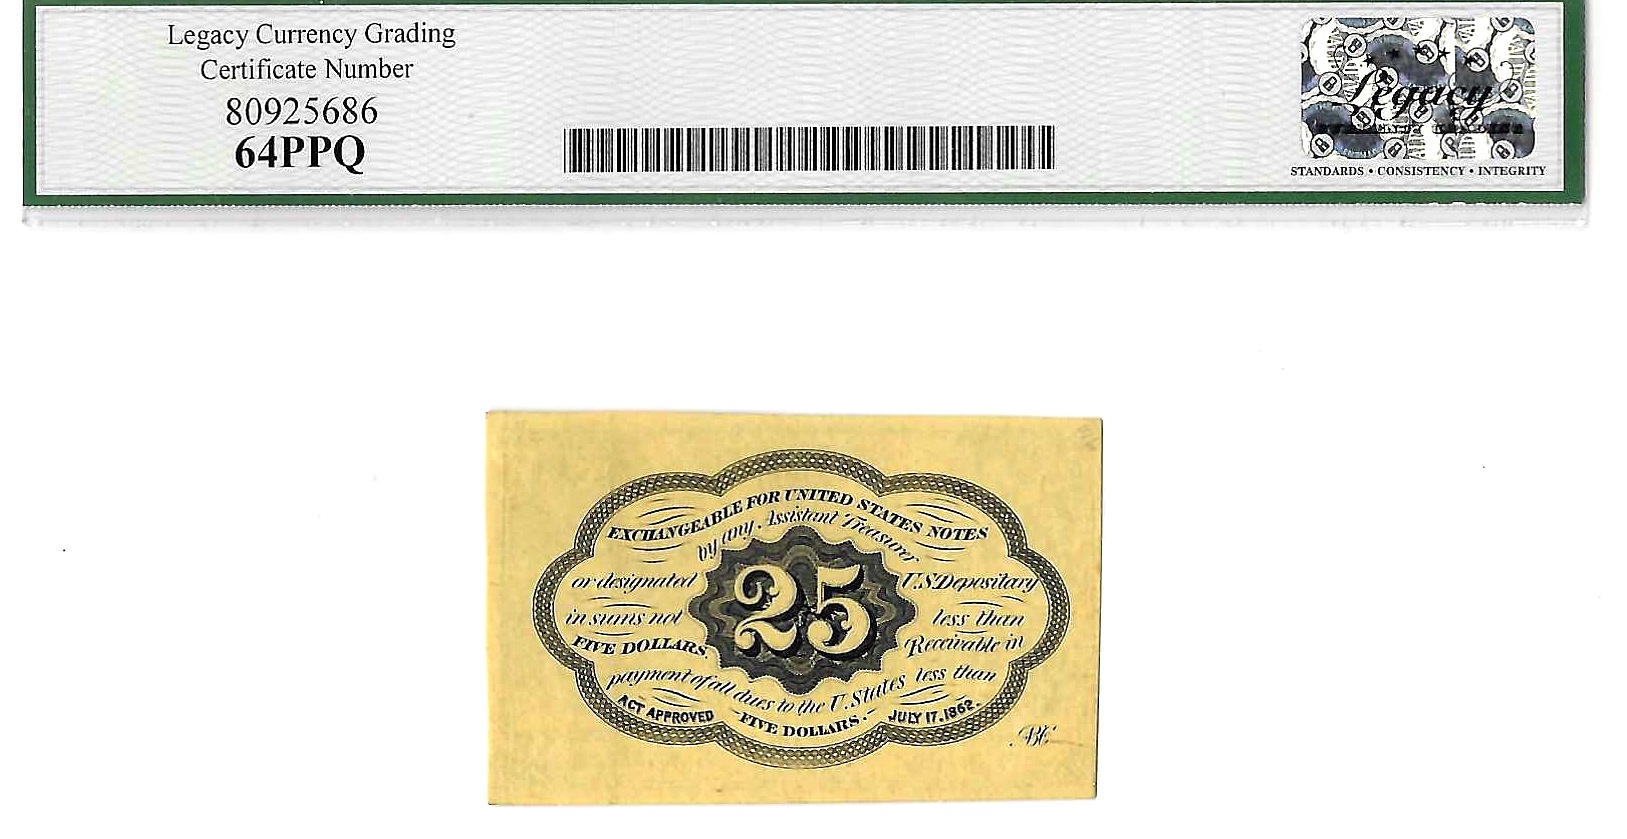 Legacy Currency Grading
Certificate Number
80925686
64PPQ
Legacy
STANDARDS • CONSISTENCY • INTEGRITY
EXCHANGEABLE FOR UNITED STATES NOTES
by any Assistant Treasurer
or designated U.S. Depositary
in sums not less than
FIVE DOLLARS. Receivable in
payment of all dues to the U. States less than
FIVE DOLLARS.
ACT APPROVED JULY 17. 1862.
25
ABC